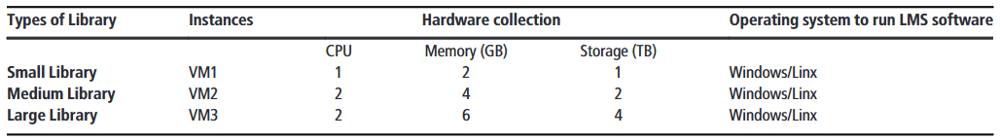 Types of Library Instances Hardware collection Operating system to run LMS software
CPU Memory (GB) Storage (TB)
Small Library VM1 1 2 1 Windows/Linx
Medium Library VM2 2 4 2 Windows/Linx
Large Library VM3 2 6 4 Windows/Linx